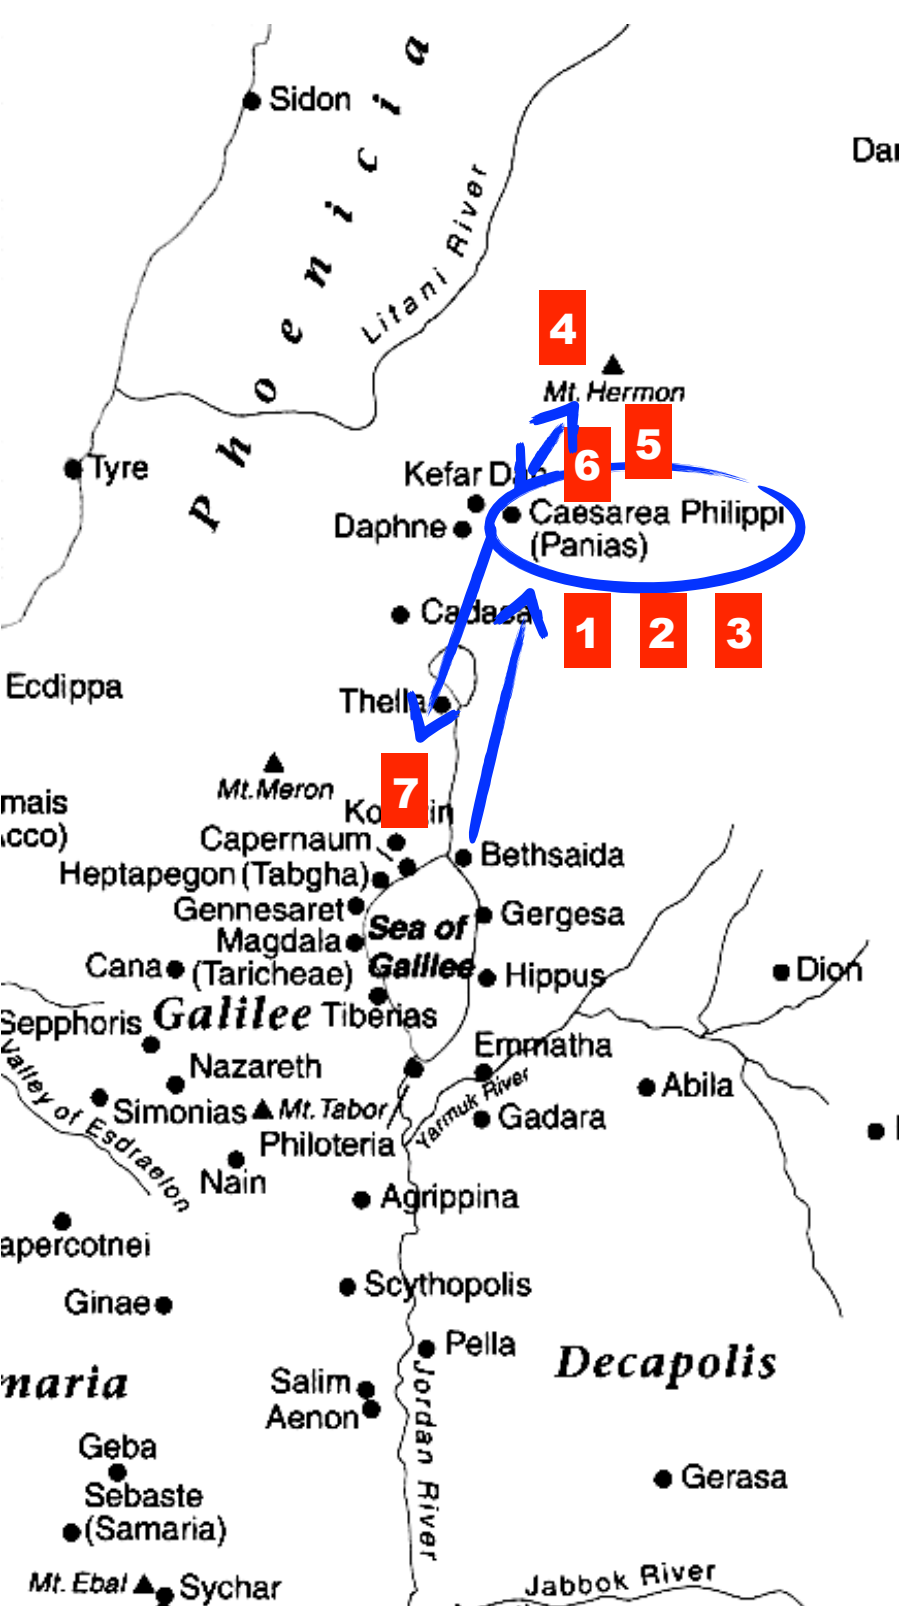 Sidon
Phoenicia
Litani River
4
Mt. Hermon
5
6
Tyre
Kefar Dan
Caesarea Philippi
(Panias)
Daphne
1 2 3
Cadasa
Ecdippa
Thella
Mt. Meron
7
mais
cco)
Capernaum
Bethsaida
Heptapegon (Tabgha)
Gennesaret
Gergesa
Sea of
Galilee
Magdala
(Taricheae)
Cana
Hippus
Dion
Galilee
Tiberias
Sepphoris
Emmatha
Valley of Esdraelon
Nazareth
Abila
Simonias
Mt. Tabor
Yarmuk River
Gadara
Philoteria
Nain
Agrippina
apercotnei
Ginae
Scythopolis
Pella
Decapolis
maria
Salim
Aenon
Jordan River
Geba
Gerasa
Sebaste
(Samaria)
Mt. Ebal
Sychar
Jabbok River